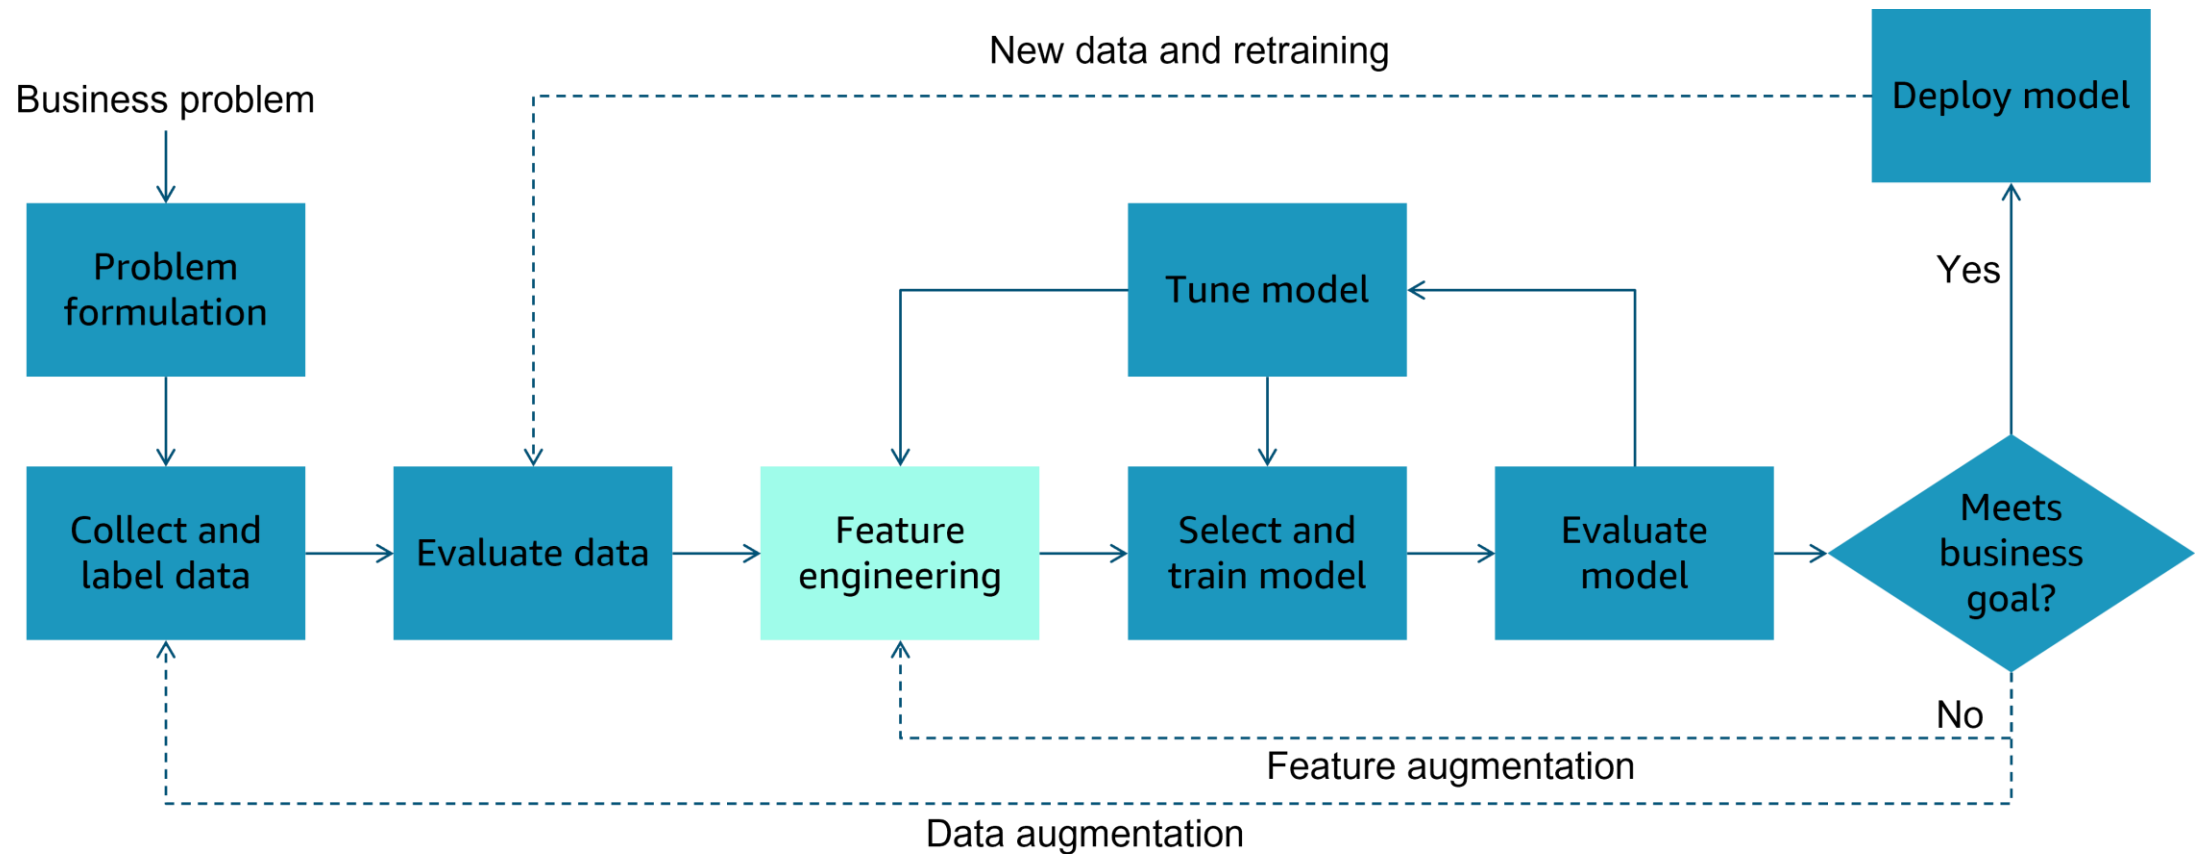 New data and retraining
Deploy model
Business problem
Problem
formulation
Tune model
Yes
Collect and
label data
Evaluate data
Feature
engineering
Select and
train model
Evaluate
model
Meets
business
goal?
No
Feature augmentation
Data augmentation